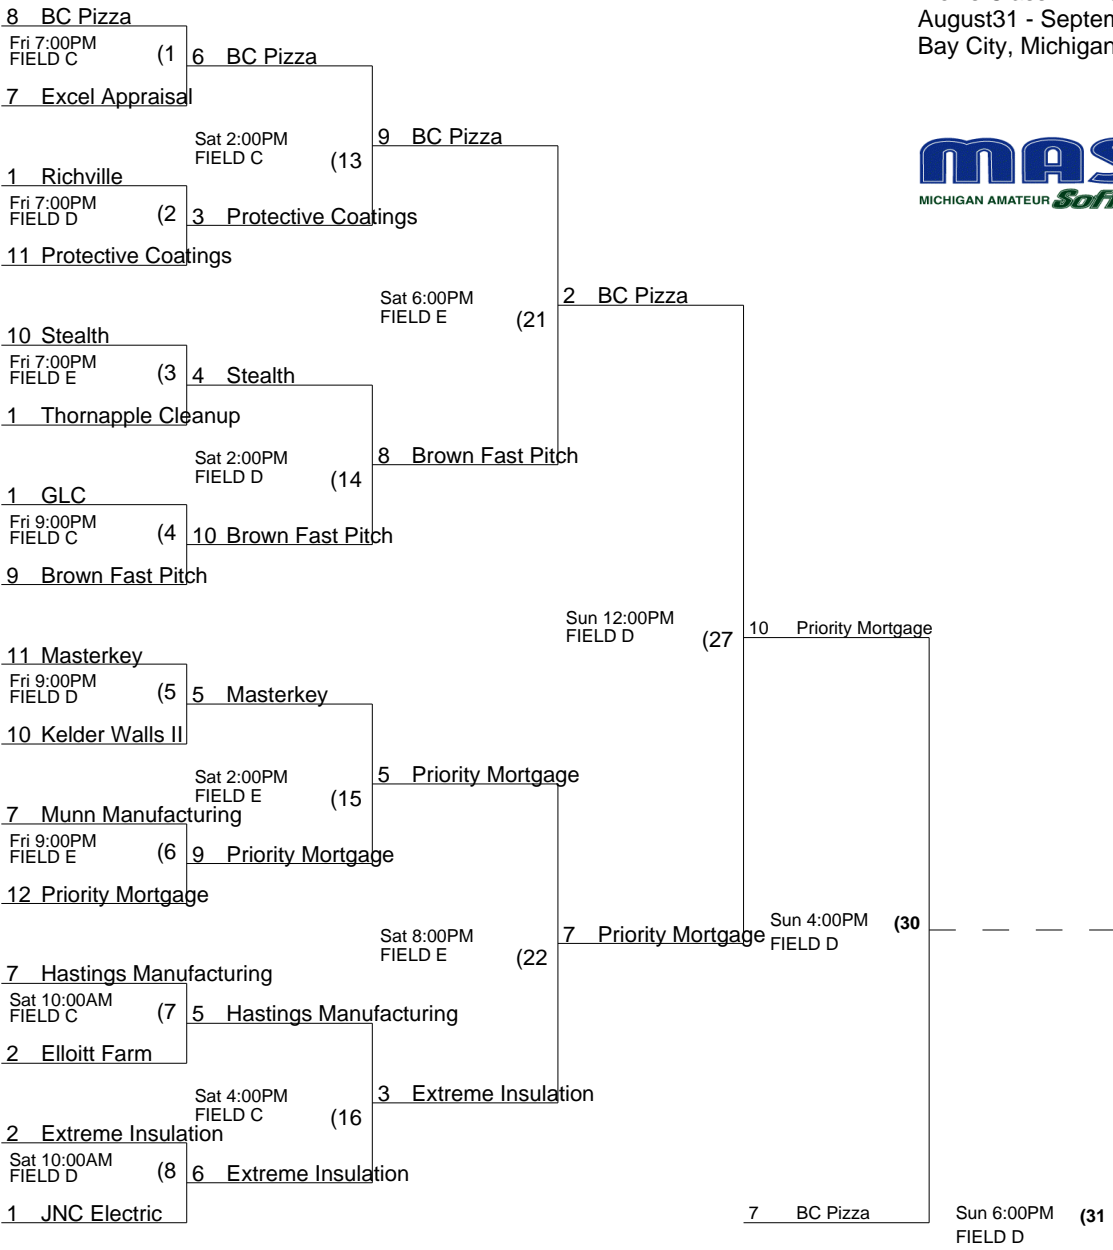 August31 - Septem
Bay City, Michigan
MAS
MICHIGAN AMATEUR Soft
8 BC Pizza
Fri 7:00PM
FIELD C
(1
6 BC Pizza
7 Excel Appraisal
Sat 2:00PM
FIELD C
(13
9 BC Pizza
1 Richville
Fri 7:00PM
FIELD D
(2
3 Protective Coatings
11 Protective Coatings
Sat 6:00PM
FIELD E
(21
2 BC Pizza
10 Stealth
Fri 7:00PM
FIELD E
(3
4 Stealth
1 Thornapple Cleanup
Sat 2:00PM
FIELD D
(14
8 Brown Fast Pitch
1 GLC
Fri 9:00PM
FIELD C
(4
10 Brown Fast Pitch
9 Brown Fast Pitch
Sun 12:00PM
FIELD D
(27
10 Priority Mortgage
11 Masterkey
Fri 9:00PM
FIELD D
(5
5 Masterkey
10 Kelder Walls II
Sat 2:00PM
FIELD E
(15
5 Priority Mortgage
7 Munn Manufacturing
Fri 9:00PM
FIELD E
(6
9 Priority Mortgage
12 Priority Mortgage
Sat 8:00PM
FIELD E
(22
7 Priority Mortgage
Sun 4:00PM
FIELD D
(30
7 Hastings Manufacturing
Sat 10:00AM
FIELD C
(7
5 Hastings Manufacturing
2 Elloitt Farm
Sat 4:00PM
FIELD C
(16
3 Extreme Insulation
2 Extreme Insulation
Sat 10:00AM
FIELD D
(8
6 Extreme Insulation
1 JNC Electric
7 BC Pizza
Sun 6:00PM
FIELD D
(31